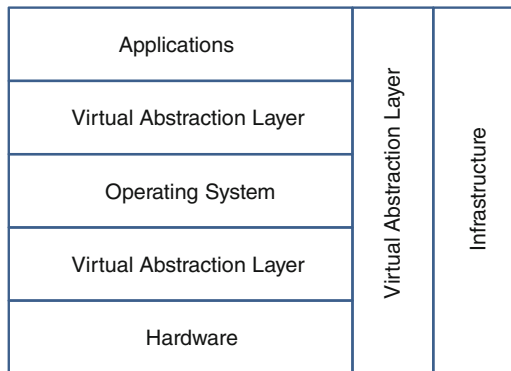 Applications
Virtual Abstraction Layer
Operating System
Virtual Abstraction Layer
Hardware
Virtual Abstraction Layer
Infrastructure